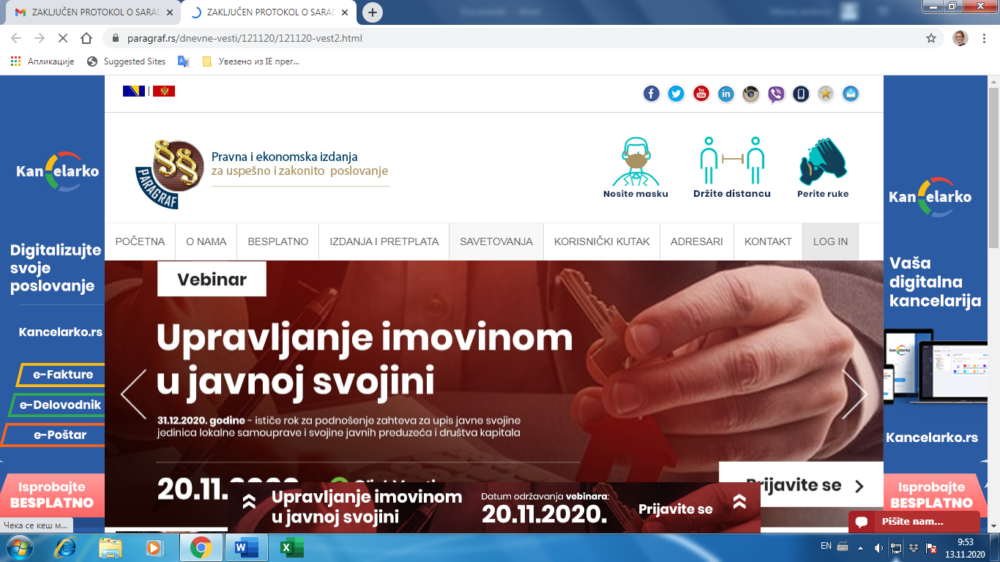 ZAKLJUČEN PROTOKOL O SARAD
ZAKLJUČEN PROTOKOL O SARAD
paragraf.rs/dnevne-vesti/121120/121120-vest2.html
Апликације
Suggested Sites
Увезено из IE прег...
Kancelarko
Digitalizujte
svoje
poslovanje
Kancelarko.rs
e-Fakture
e-Delovodnik
e-Poštar
Isprobajte
BESPLATNO
§§
PARAGRAF
Pravna i ekonomska izdanja
za uspešno i zakonito poslovanje
Nosite masku
Držite distancu
Perite ruke
POČETNA
O NAMA
BESPLATNO
IZDANJA I PRETPLATA
SAVETOVANJA
KORISNIČKI KUTAK
ADRESARI
KONTAKT
LOG IN
Vebinar
Upravljanje imovinom
u javnoj svojini
31.12.2020. godine - ističe rok za podnošenje zahteva za upis javne svojine
jedinica lokalne samouprave i svojine javnih preduzeća i društva kapitala
20.11.2020.
Prijavite se
Upravljanje imovinom
u javnoj svojini
Datum održavanja vebinara:
20.11.2020.
Prijavite se
Kancelarko
Vaša
digitalna
kancelarija
Kancelarko.rs
Isprobajte
BESPLATNO
Pišite nam...
Чека се кеш м...
EN
9:53
13.11.2020